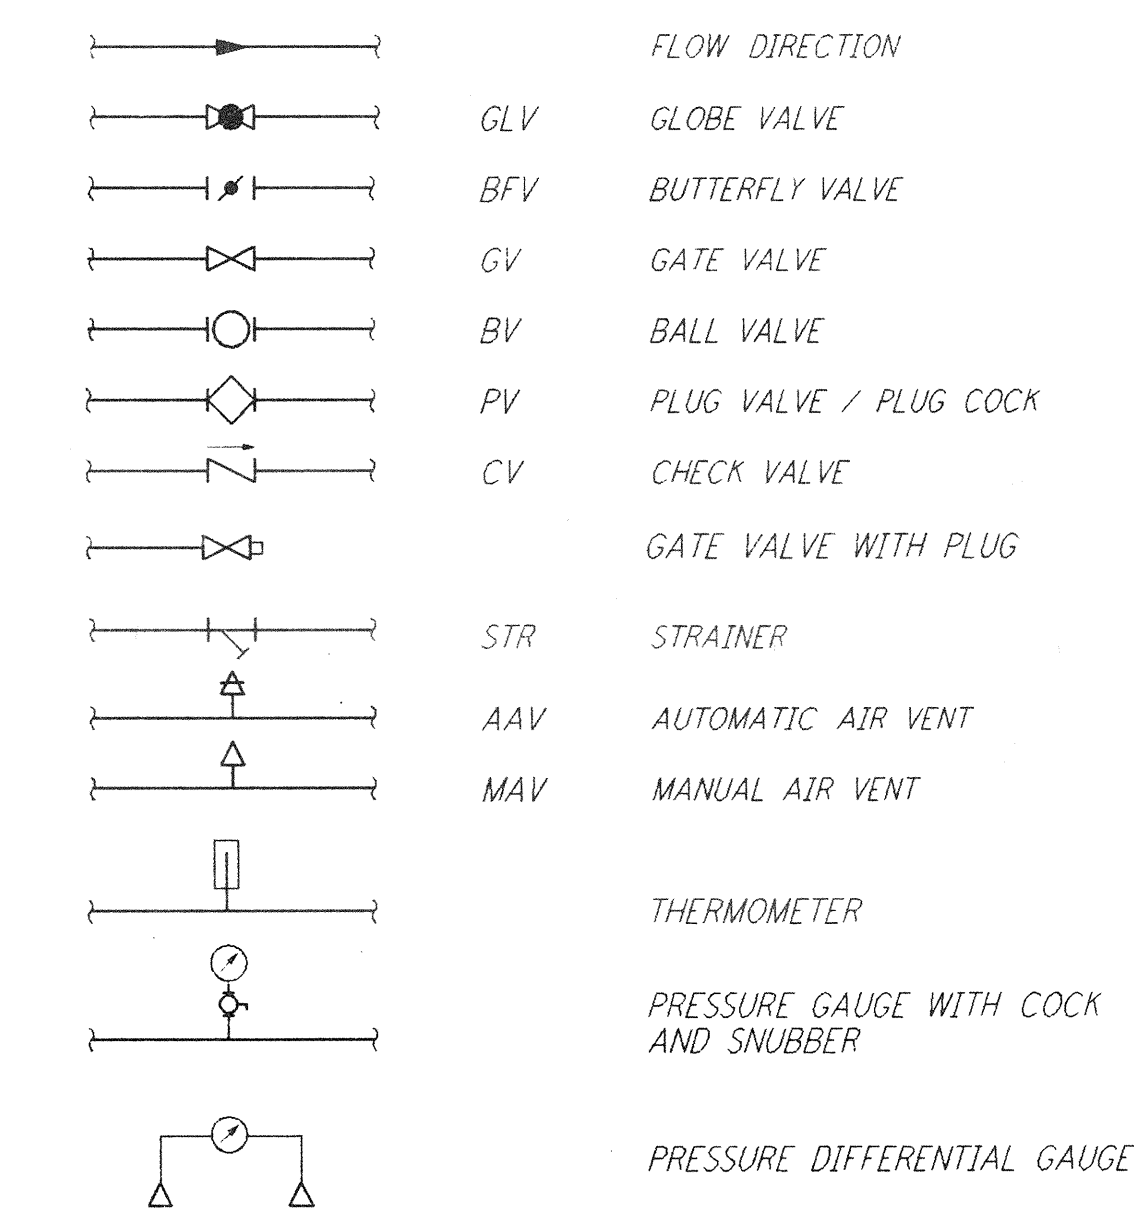 FLOW DIRECTION
GLV GLOBE VALVE
BFV BUTTERFLY VALVE
GV GATE VALVE
BV BALL VALVE
PV PLUG VALVE / PLUG COCK
CV CHECK VALVE
GATE VALVE WITH PLUG
STR STRAINER
AAV AUTOMATIC AIR VENT
MAV MANUAL AIR VENT
THERMOMETER
PRESSURE GAUGE WITH COCK
AND SNUBBER
PRESSURE DIFFERENTIAL GAUGE